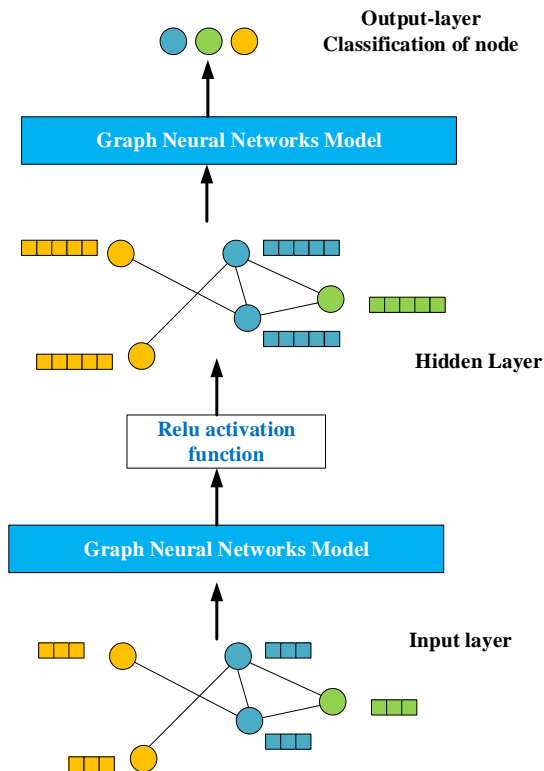 Output-layer
Classification of node
Graph Neural Networks Model
Hidden Layer
Relu activation
function
Graph Neural Networks Model
Input layer